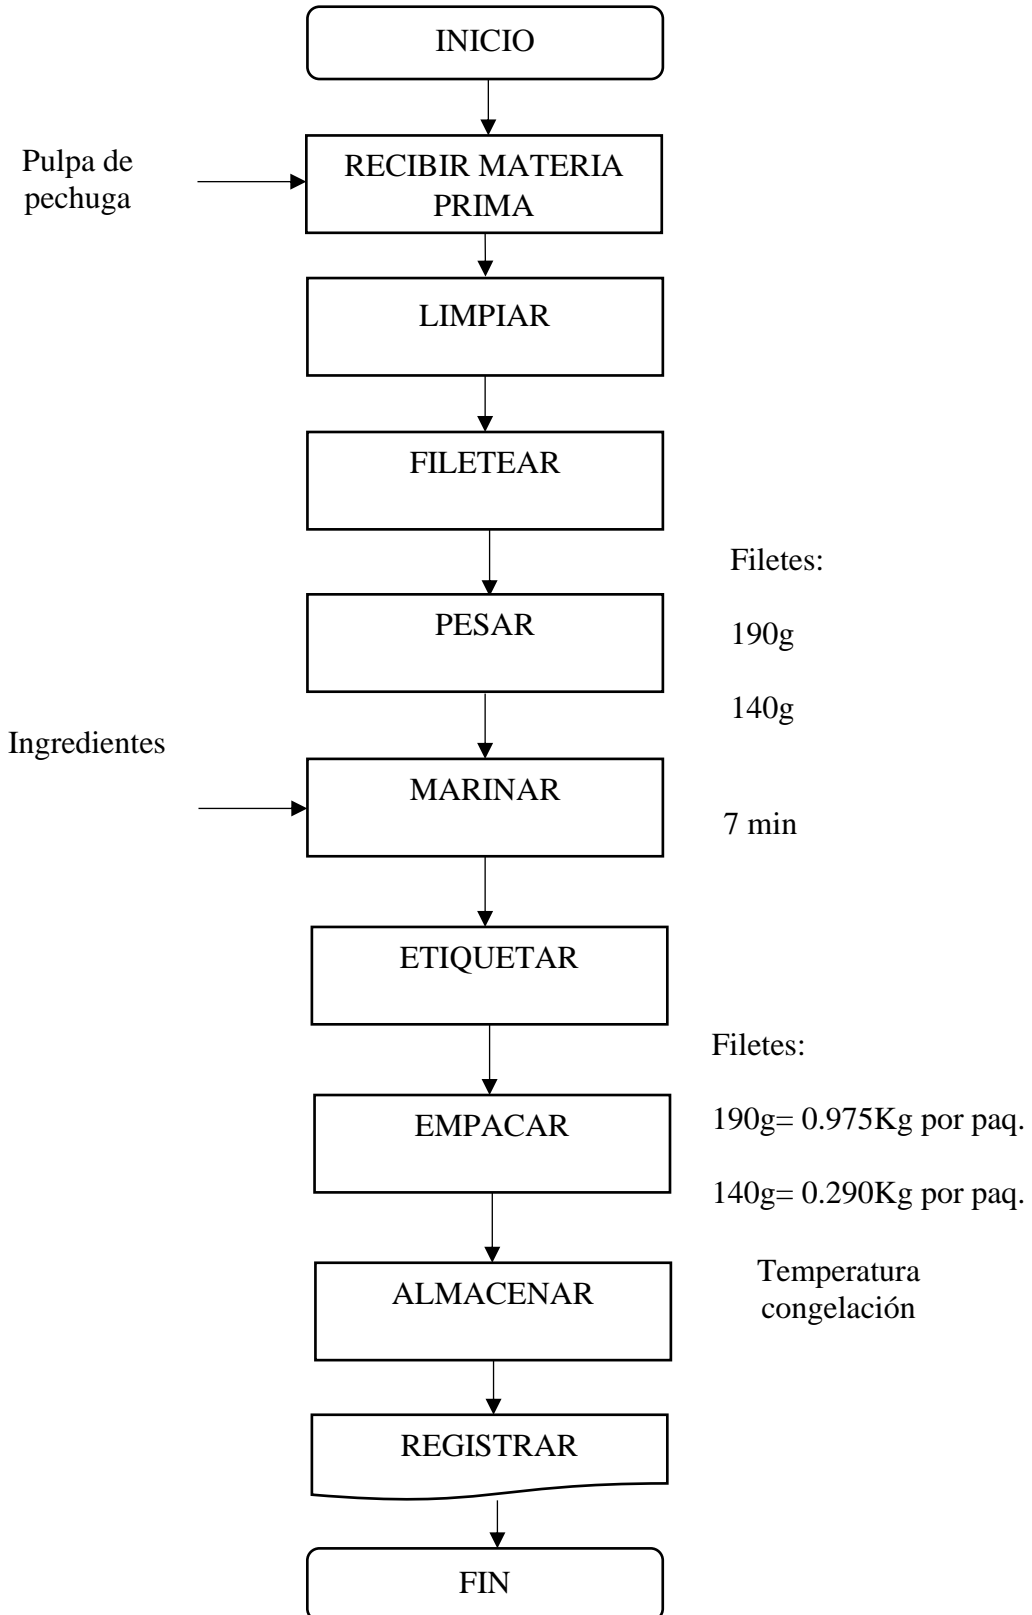 INICIO
Pulpa de
pechuga
RECIBIR MATERIA
PRIMA
LIMPIAR
FILETEAR
Filetes:
PESAR
190g
140g
Ingredientes
MARINAR
7 min
ETIQUETAR
Filetes:
EMPACAR
190g= 0.975Kg por paq.
140g= 0.290Kg por paq.
ALMACENAR
Temperatura
congelación
REGISTRAR
FIN